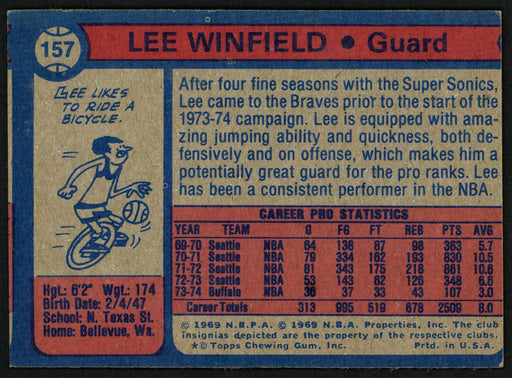 157
LEE WINFIELD • Guard
LEE LIKES
TO RIDE A
BICYCLE.
After four fine seasons with the Super Sonics,
Lee came to the Braves prior to the start of the
1973-74 campaign. Lee is equipped with ama-
zing jumping ability and quickness, both de-
fensively and on offense, which makes him a
potentially great guard for the pro ranks. Lee
has been a consistent performer in the NBA.
Hgt: 6'2" Wgt: 174
Birth Date: 2/4/47
School: N. Texas St.
Home: Bellevue, Wa.
CAREER PRO STATISTICS
YEAR TEAM G FG FT REB PTS AVG
69-70 Seattle NBA 64 138 87 98 363 5.7
70-71 Seattle NBA 79 334 162 193 830 10.5
71-72 Seattle NBA 81 343 175 218 861 10.6
72-73 Seattle NBA 53 143 62 126 348 6.6
73-74 Buffalo NBA 36 37 33 43 107 3.0
Career Totals 313 995 519 678 2509 8.0
© 1969 N.B.P.A. © 1969 N.B.A. Properties, Inc. The club
insignias depicted are the property of the respective clubs.
*© Topps Chewing Gum, Inc. Prtd. in U.S.A.